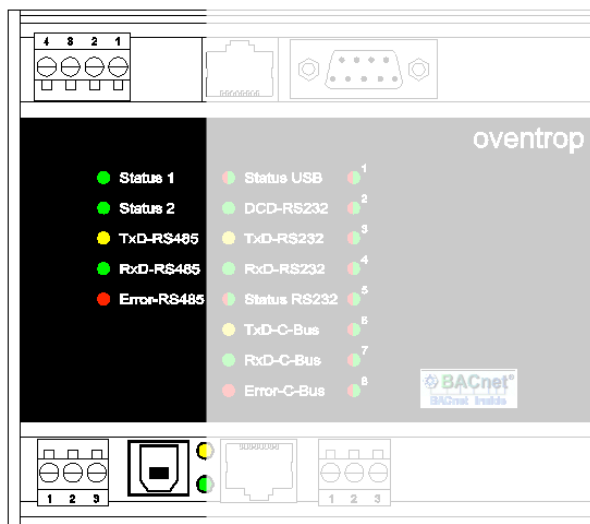 4 3 2 1
oventrop
Status 1 Status USB 1
Status 2 DCD-RS232 2
TxD-RS485 TxD-RS232 3
RxD-RS485 RxD-RS232 4
Error-RS485 Status RS232 5
TxD-C-Bus 6
RxD-C-Bus 7
Error-C-Bus 8
BACnet®
BACnet Inside
1 2 3 1 2 3